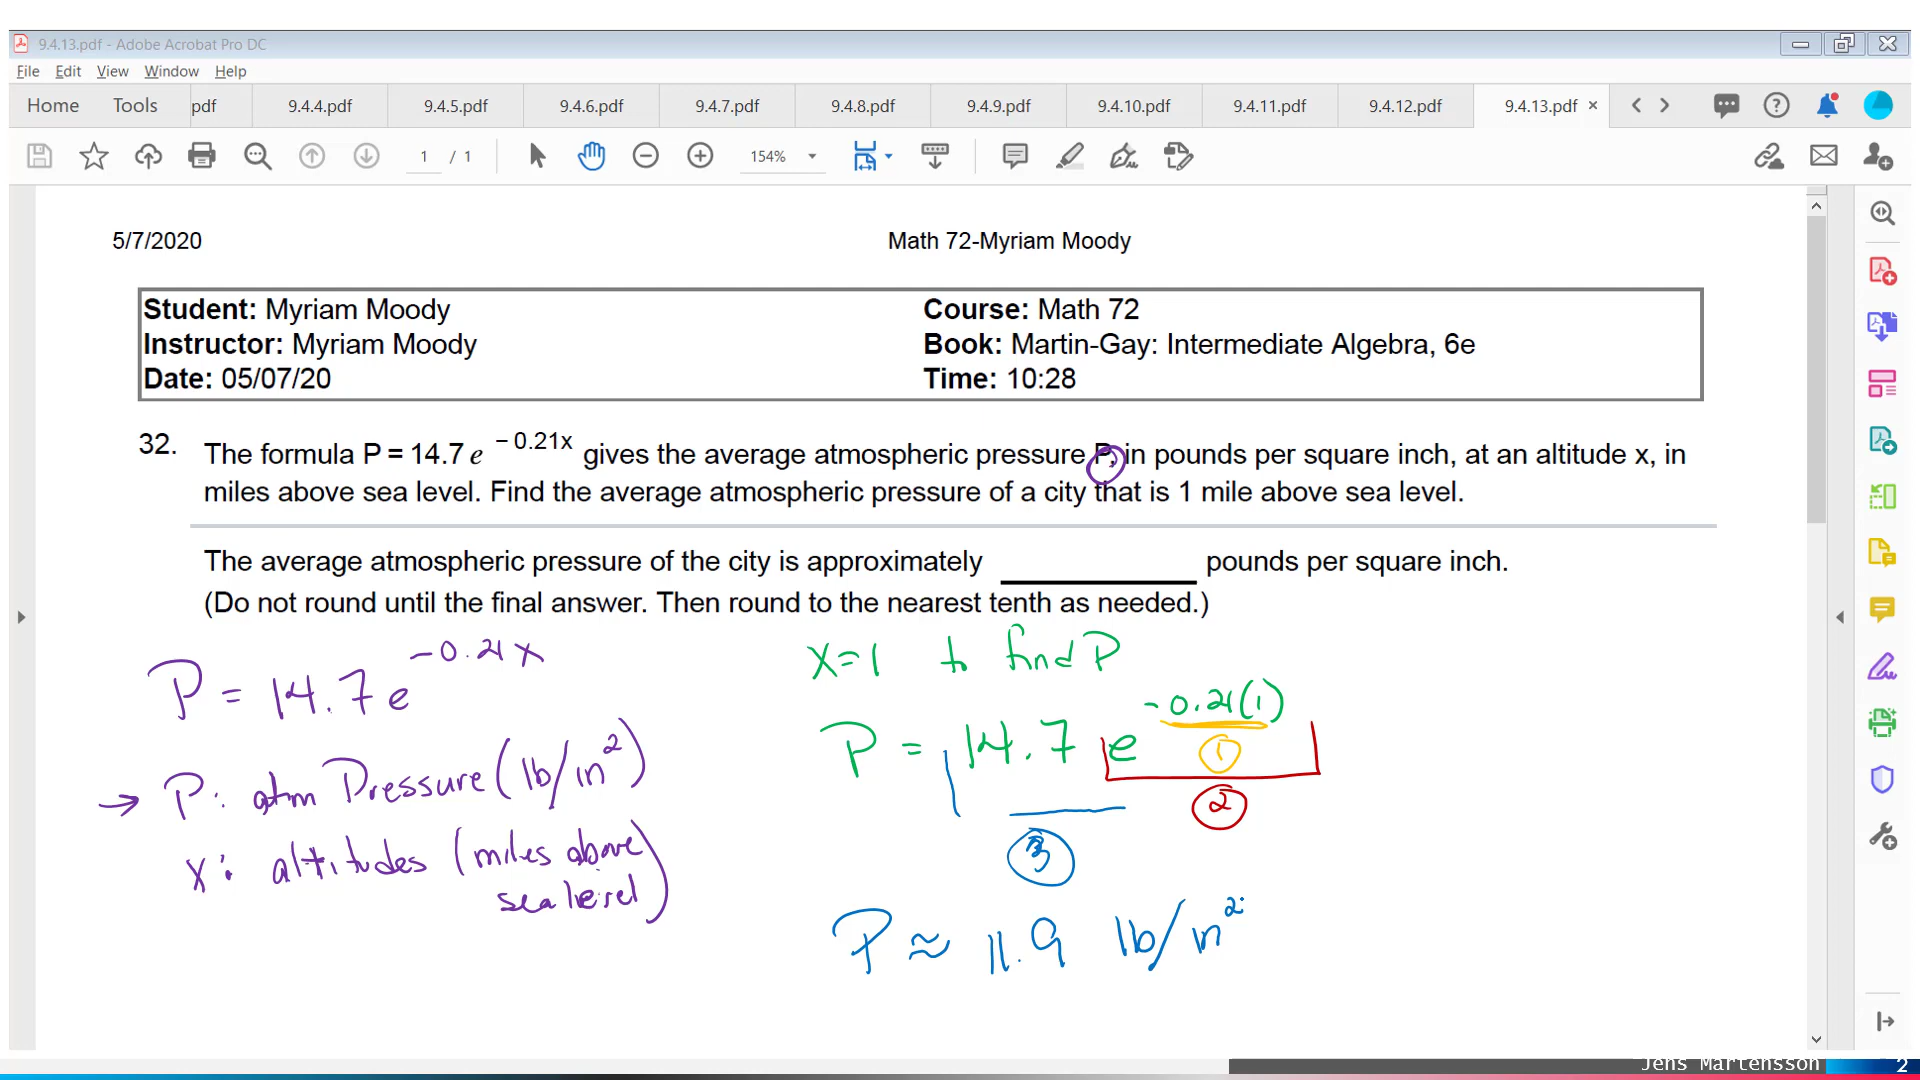 9.4.13.pdf - Adobe Acrobat Pro DC
File Edit View Window Help
Home Tools pdf 9.4.4.pdf 9.4.5.pdf 9.4.6.pdf 9.4.7.pdf 9.4.8.pdf 9.4.9.pdf 9.4.10.pdf 9.4.11.pdf 9.4.12.pdf 9.4.13.pdf ×
1 / 1 154%
5/7/2020 Math 72-Myriam Moody
Student: Myriam Moody Course: Math 72
Instructor: Myriam Moody Book: Martin-Gay: Intermediate Algebra, 6e
Date: 05/07/20 Time: 10:28
32. The formula P = 14.7 e^{-0.21x} gives the average atmospheric pressure P, in pounds per square inch, at an altitude x, in
miles above sea level. Find the average atmospheric pressure of a city that is 1 mile above sea level.
The average atmospheric pressure of the city is approximately ________ pounds per square inch.
(Do not round until the final answer. Then round to the nearest tenth as needed.)
P = 14.7 e^{-0.21x}
→ P: atm Pressure (lb/in²)
x: altitudes (miles above
sea level)
x=1 to find P
P = 14.7 e^{-0.21(1)}
①
②
③
P ≈ 11.9 lb/in²
Jens Martensson 2